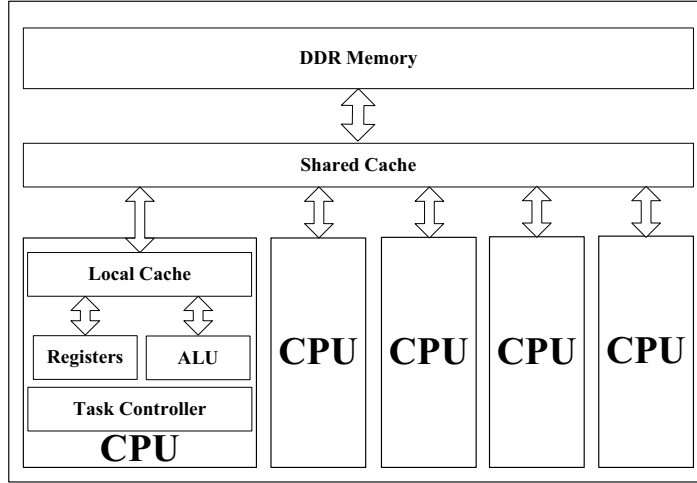 DDR Memory
Shared Cache
Local Cache
Registers
ALU
Task Controller
CPU
CPU
CPU
CPU
CPU